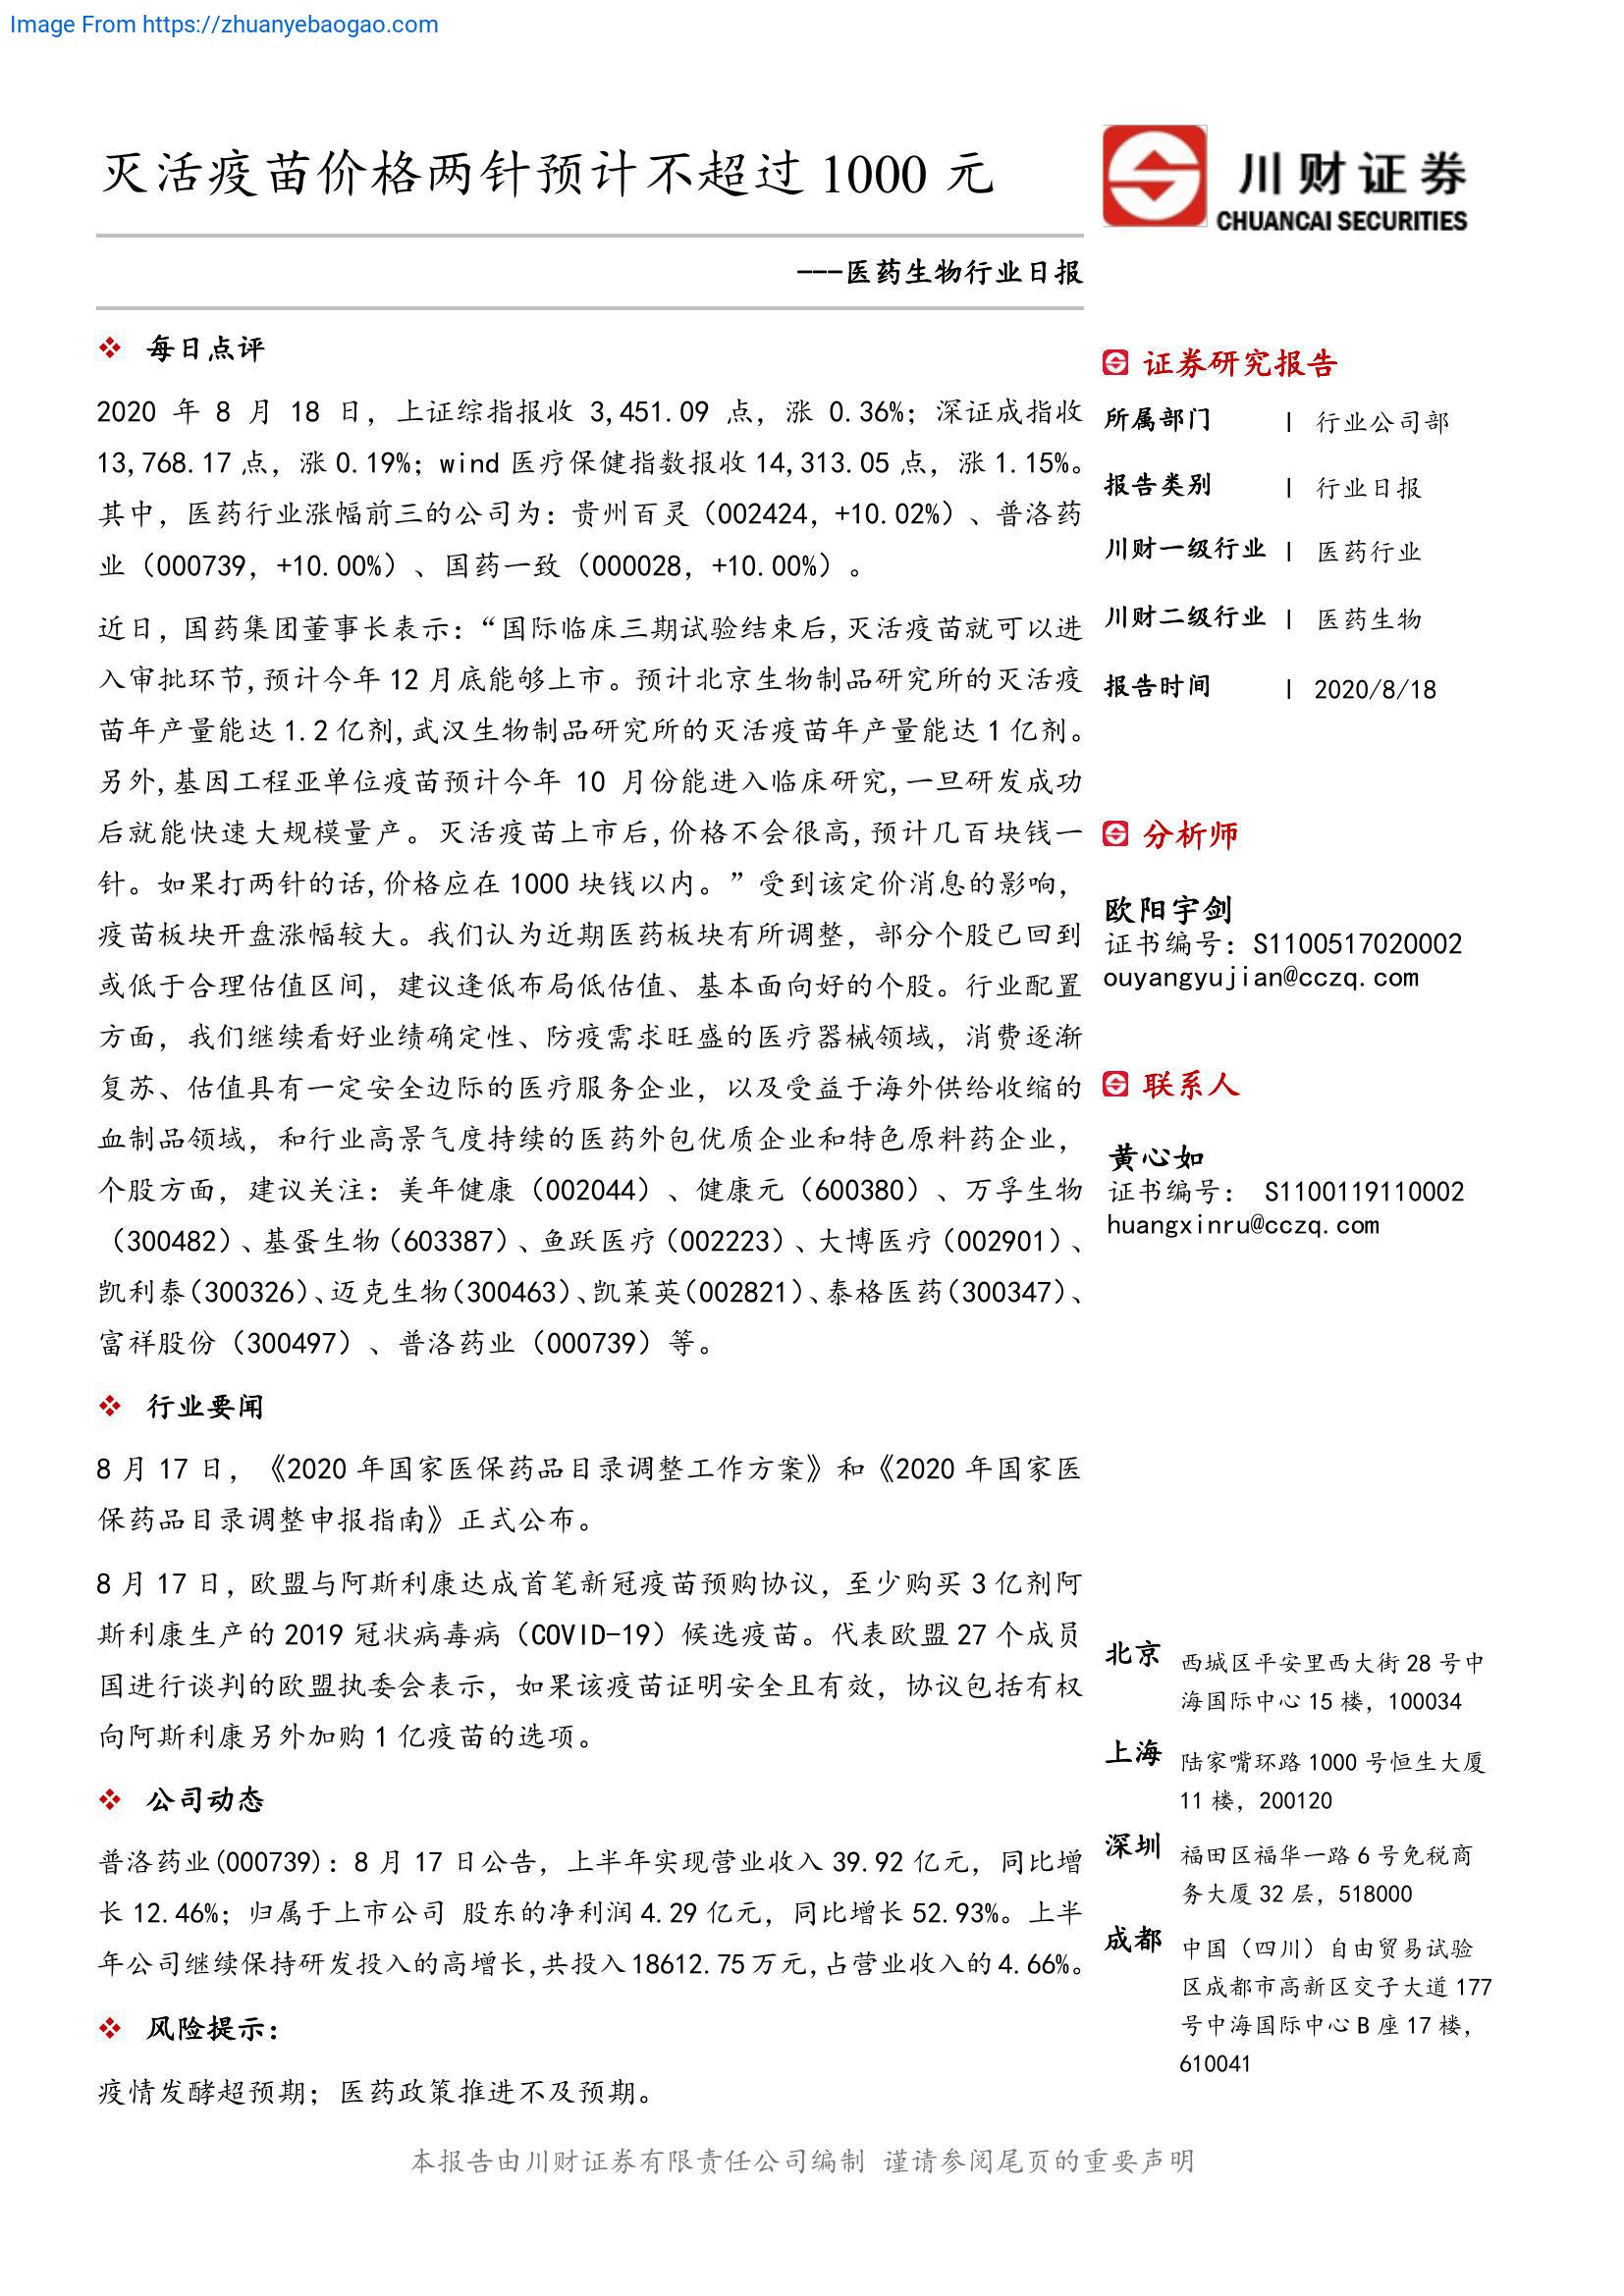 Image From https://zhuanyebaogao.com
灭活疫苗价格两针预计不超过 1000 元
川财证券
CHUANCAI SECURITIES
---医药生物行业日报
❖ 每日点评
2020 年 8 月 18 日，上证综指报收 3,451.09 点，涨 0.36%；深证成指收
13,768.17 点，涨 0.19%；wind 医疗保健指数报收 14,313.05 点，涨 1.15%。
其中，医药行业涨幅前三的公司为：贵州百灵（002424，+10.02%）、普洛药
业（000739，+10.00%）、国药一致（000028，+10.00%）。
近日,国药集团董事长表示：“国际临床三期试验结束后,灭活疫苗就可以进
入审批环节,预计今年 12 月底能够上市。预计北京生物制品研究所的灭活疫
苗年产量能达 1.2 亿剂,武汉生物制品研究所的灭活疫苗年产量能达 1 亿剂。
另外,基因工程亚单位疫苗预计今年 10 月份能进入临床研究,一旦研发成功
后就能快速大规模量产。灭活疫苗上市后,价格不会很高,预计几百块钱一
针。如果打两针的话,价格应在 1000 块钱以内。”受到该定价消息的影响，
疫苗板块开盘涨幅较大。我们认为近期医药板块有所调整，部分个股已回到
或低于合理估值区间，建议逢低布局低估值、基本面向好的个股。行业配置
方面，我们继续看好业绩确定性、防疫需求旺盛的医疗器械领域，消费逐渐
复苏、估值具有一定安全边际的医疗服务企业，以及受益于海外供给收缩的
血制品领域，和行业高景气度持续的医药外包优质企业和特色原料药企业，
个股方面，建议关注：美年健康（002044）、健康元（600380）、万孚生物
（300482）、基蛋生物（603387）、鱼跃医疗（002223）、大博医疗（002901）、
凯利泰（300326）、迈克生物（300463）、凯莱英（002821）、泰格医药（300347）、
富祥股份（300497）、普洛药业（000739）等。
❖ 行业要闻
8 月 17 日，《2020 年国家医保药品目录调整工作方案》和《2020 年国家医
保药品目录调整申报指南》正式公布。
8 月 17 日，欧盟与阿斯利康达成首笔新冠疫苗预购协议，至少购买 3 亿剂阿
斯利康生产的 2019 冠状病毒病（COVID-19）候选疫苗。代表欧盟 27 个成员
国进行谈判的欧盟执委会表示，如果该疫苗证明安全且有效，协议包括有权
向阿斯利康另外加购 1 亿疫苗的选项。
❖ 公司动态
普洛药业(000739)：8 月 17 日公告，上半年实现营业收入 39.92 亿元，同比增
长 12.46%；归属于上市公司 股东的净利润 4.29 亿元，同比增长 52.93%。上半
年公司继续保持研发投入的高增长,共投入 18612.75 万元,占营业收入的 4.66%。
❖ 风险提示：
疫情发酵超预期；医药政策推进不及预期。
证券研究报告
所属部门 | 行业公司部
报告类别 | 行业日报
川财一级行业 | 医药行业
川财二级行业 | 医药生物
报告时间 | 2020/8/18
分析师
欧阳宇剑
证书编号：S1100517020002
ouyangyujian@cczq.com
联系人
黄心如
证书编号： S1100119110002
huangxinru@cczq.com
北京 西城区平安里西大街 28 号中
海国际中心 15 楼，100034
上海 陆家嘴环路 1000 号恒生大厦
11 楼，200120
深圳 福田区福华一路 6 号免税商
务大厦 32 层，518000
成都 中国（四川）自由贸易试验
区成都市高新区交子大道 177
号中海国际中心 B 座 17 楼，
610041
本报告由川财证券有限责任公司编制 谨请参阅尾页的重要声明